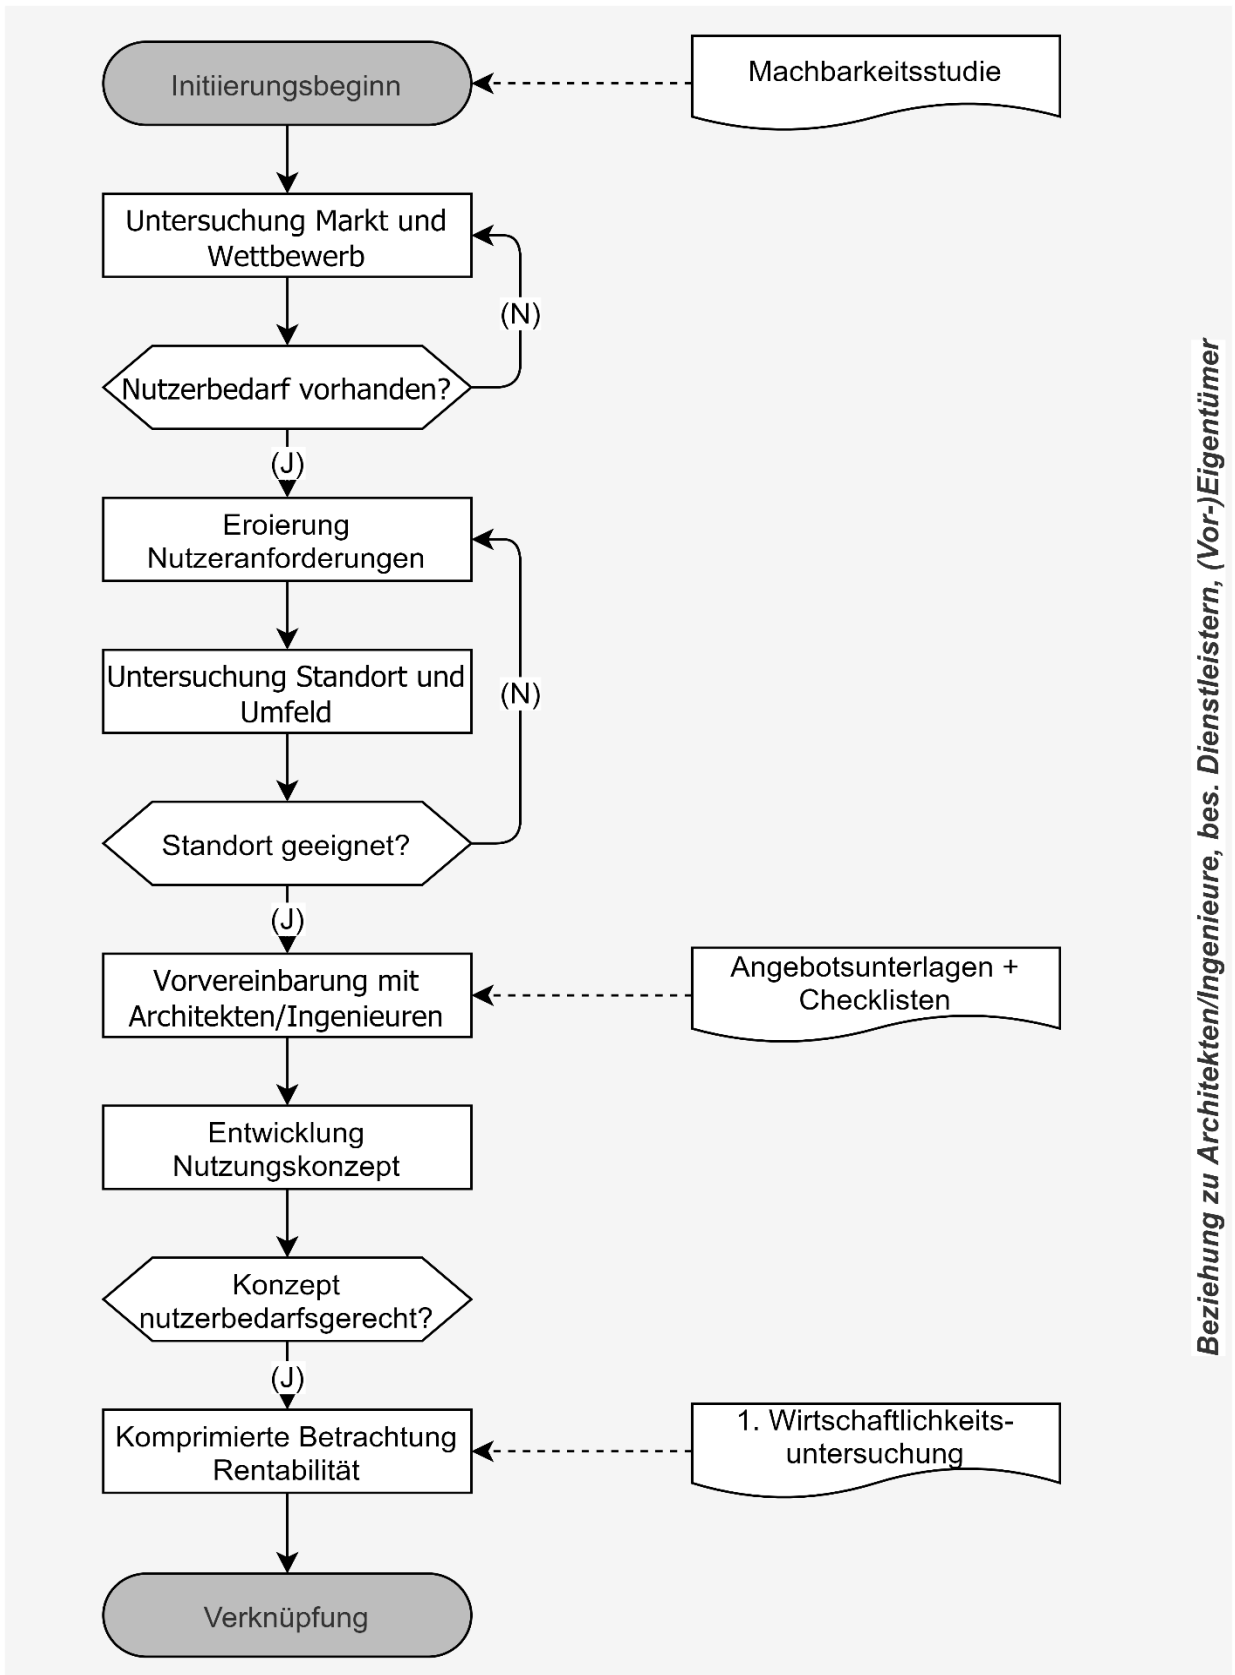 Initiierungsbeginn
Machbarkeitsstudie
Untersuchung Markt und
Wettbewerb
(N)
Nutzerbedarf vorhanden?
(J)
Eroierung
Nutzeranforderungen
Untersuchung Standort und
Umfeld
(N)
Standort geeignet?
(J)
Vorvereinbarung mit
Architekten/Ingenieuren
Angebotsunterlagen +
Checklisten
Entwicklung
Nutzungskonzept
Konzept
nutzerbedarfsgerecht?
(J)
Komprimierte Betrachtung
Rentabilität
1. Wirtschaftlichkeits-
untersuchung
Verknüpfung
Beziehung zu Architekten/Ingenieure, bes. Dienstleistern, (Vor-)Eigentümer